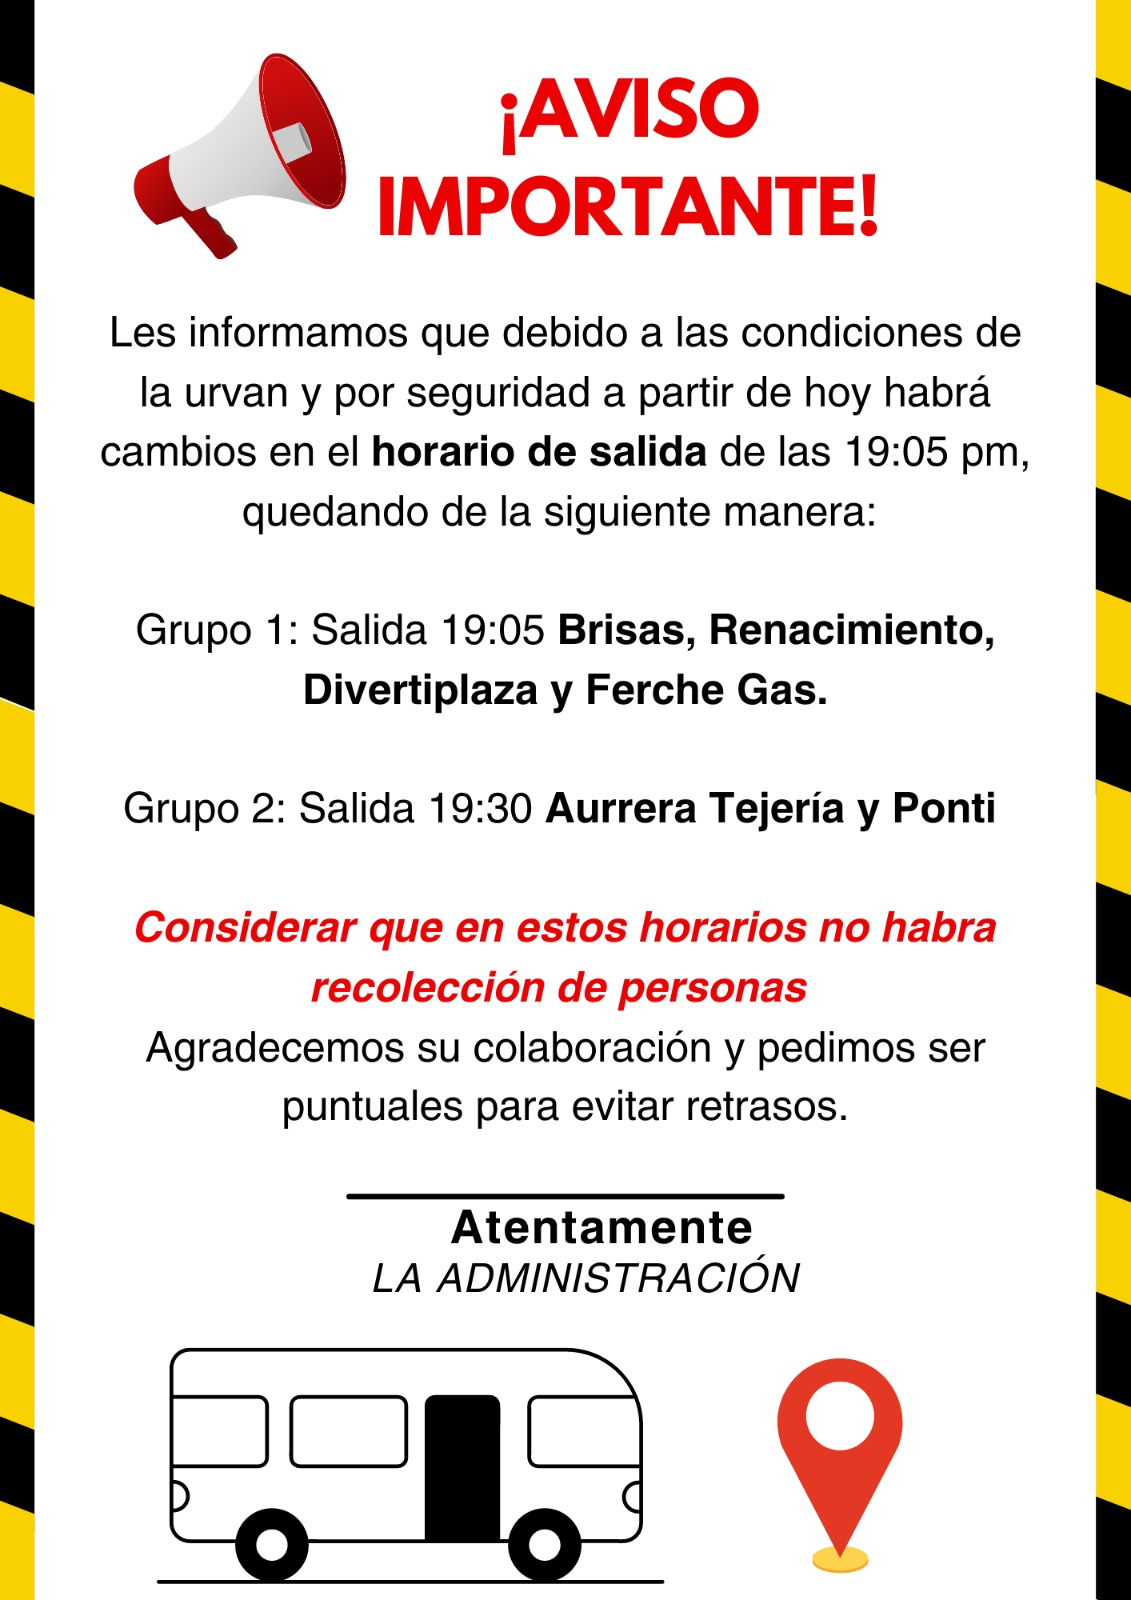 ¡AVISO
IMPORTANTE!
Les informamos que debido a las condiciones de
la urvan y por seguridad a partir de hoy habrá
cambios en el horario de salida de las 19:05 pm,
quedando de la siguiente manera:
Grupo 1: Salida 19:05 Brisas, Renacimiento,
Divertiplaza y Ferche Gas.
Grupo 2: Salida 19:30 Aurrera Tejería y Ponti
Considerar que en estos horarios no habra
recolección de personas
Agradecemos su colaboración y pedimos ser
puntuales para evitar retrasos.
Atentamente
LA ADMINISTRACIÓN